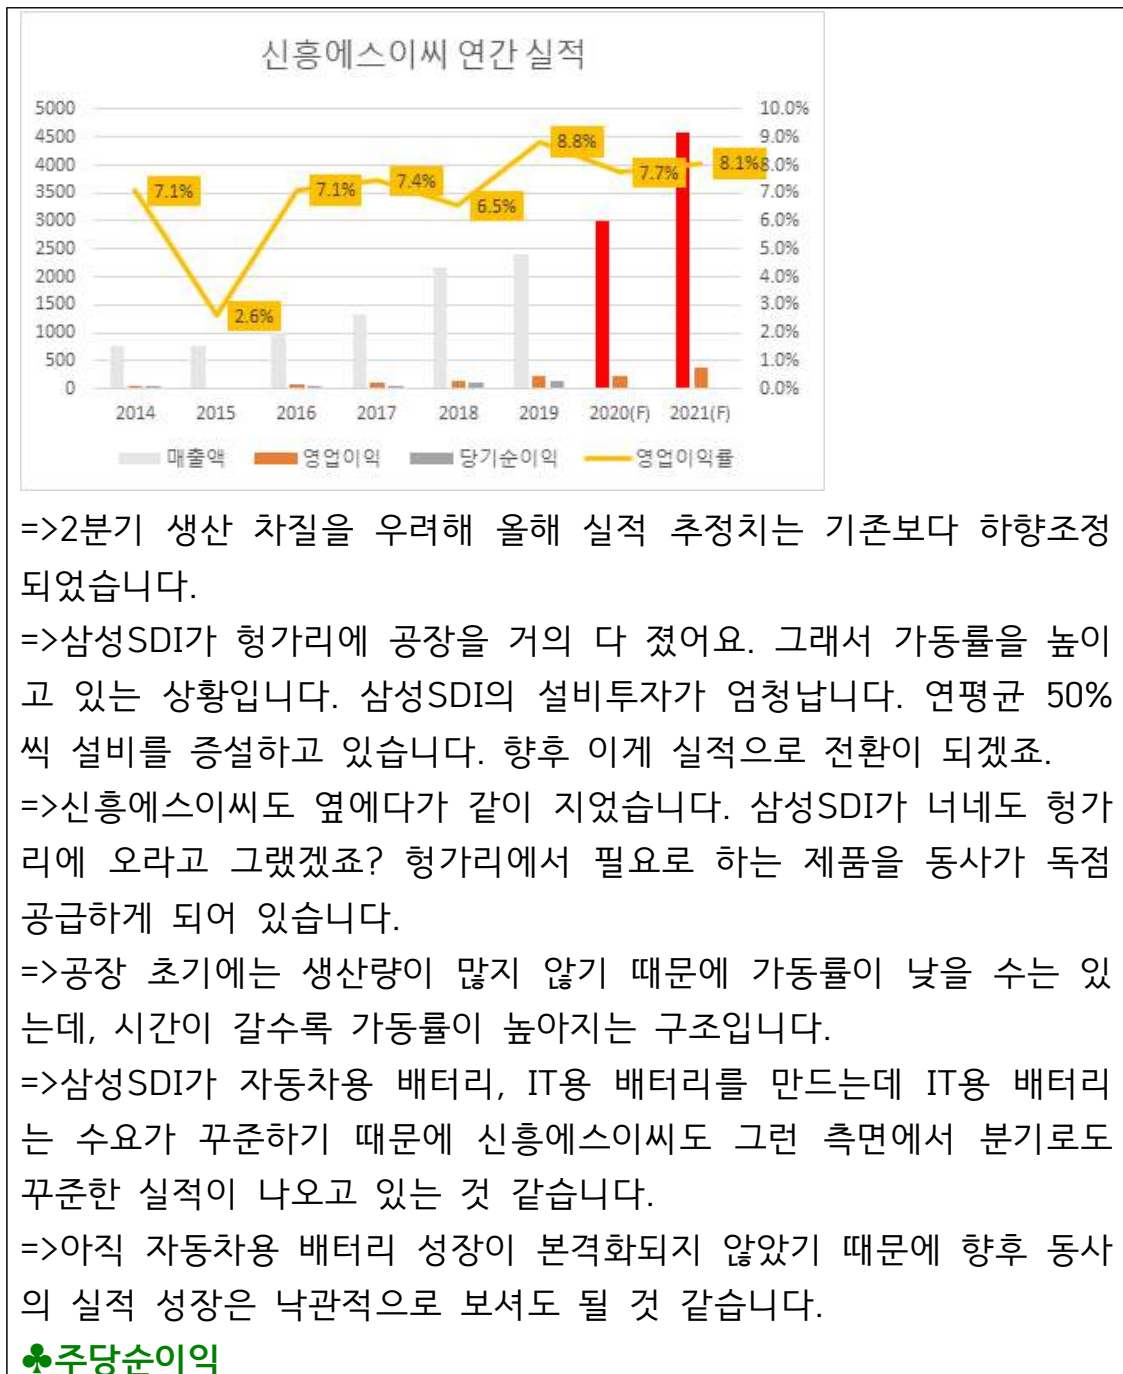 신흥에스이씨 연간 실적
5000
4500
4000
3500
3000
2500
2000
1500
1000
500
0
10.0%
9.0%
8.0%
7.0%
6.0%
5.0%
4.0%
3.0%
2.0%
1.0%
0.0%
7.1%
2.6%
7.1%
7.4%
6.5%
8.8%
7.7%
8.1%
2014 2015 2016 2017 2018 2019 2020(F) 2021(F)
매출액 영업이익 당기순이익 영업이익률
=>2분기 생산 차질을 우려해 올해 실적 추정치는 기존보다 하향조정
되었습니다.
=>삼성SDI가 헝가리에 공장을 거의 다 졌어요. 그래서 가동률을 높이
고 있는 상황입니다. 삼성SDI의 설비투자가 엄청납니다. 연평균 50%
씩 설비를 증설하고 있습니다. 향후 이게 실적으로 전환이 되겠죠.
=>신흥에스이씨도 옆에다가 같이 지었습니다. 삼성SDI가 너네도 헝가
리에 오라고 그랬겠죠? 헝가리에서 필요로 하는 제품을 동사가 독점
공급하게 되어 있습니다.
=>공장 초기에는 생산량이 많지 않기 때문에 가동률이 낮을 수는 있
는데, 시간이 갈수록 가동률이 높아지는 구조입니다.
=>삼성SDI가 자동차용 배터리, IT용 배터리를 만드는데 IT용 배터리
는 수요가 꾸준하기 때문에 신흥에스이씨도 그런 측면에서 분기로도
꾸준한 실적이 나오고 있는 것 같습니다.
=>아직 자동차용 배터리 성장이 본격화되지 않았기 때문에 향후 동사
의 실적 성장은 낙관적으로 보셔도 될 것 같습니다.
♣주당순이익